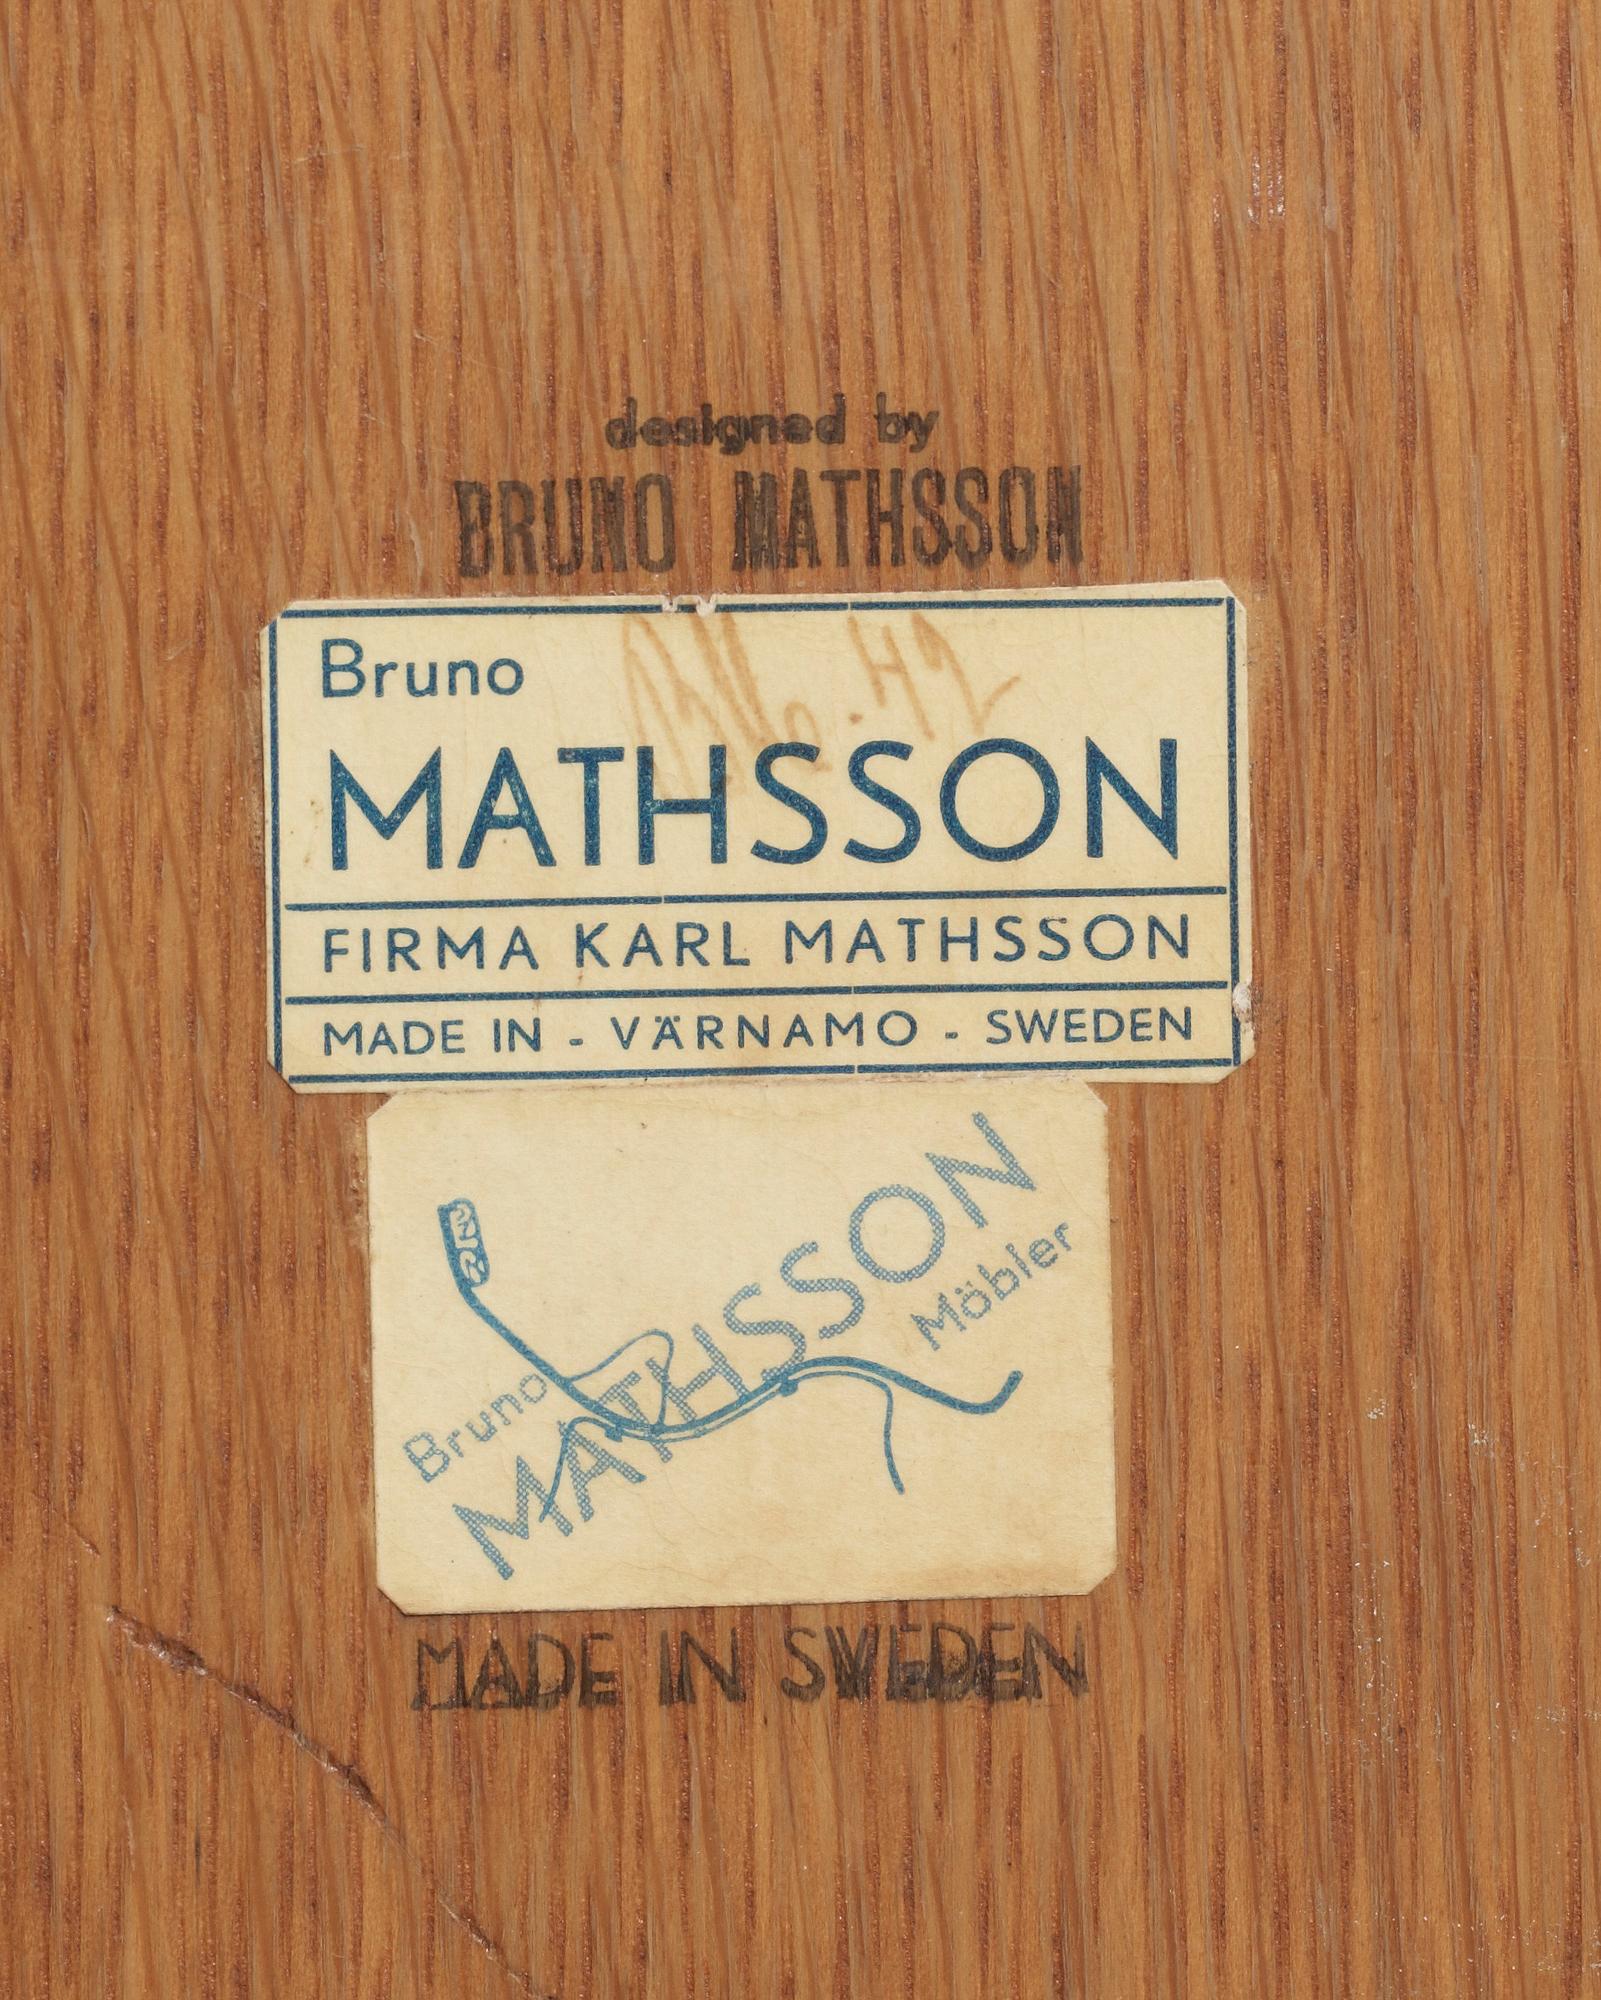 designed by
BRUNO MATHSSON
Bruno
MATHSSON
FIRMA KARL MATHSSON
MADE IN - VÄRNAMO - SWEDEN
Bruno
MATHSSON
Möbler
MADE IN SWEDEN